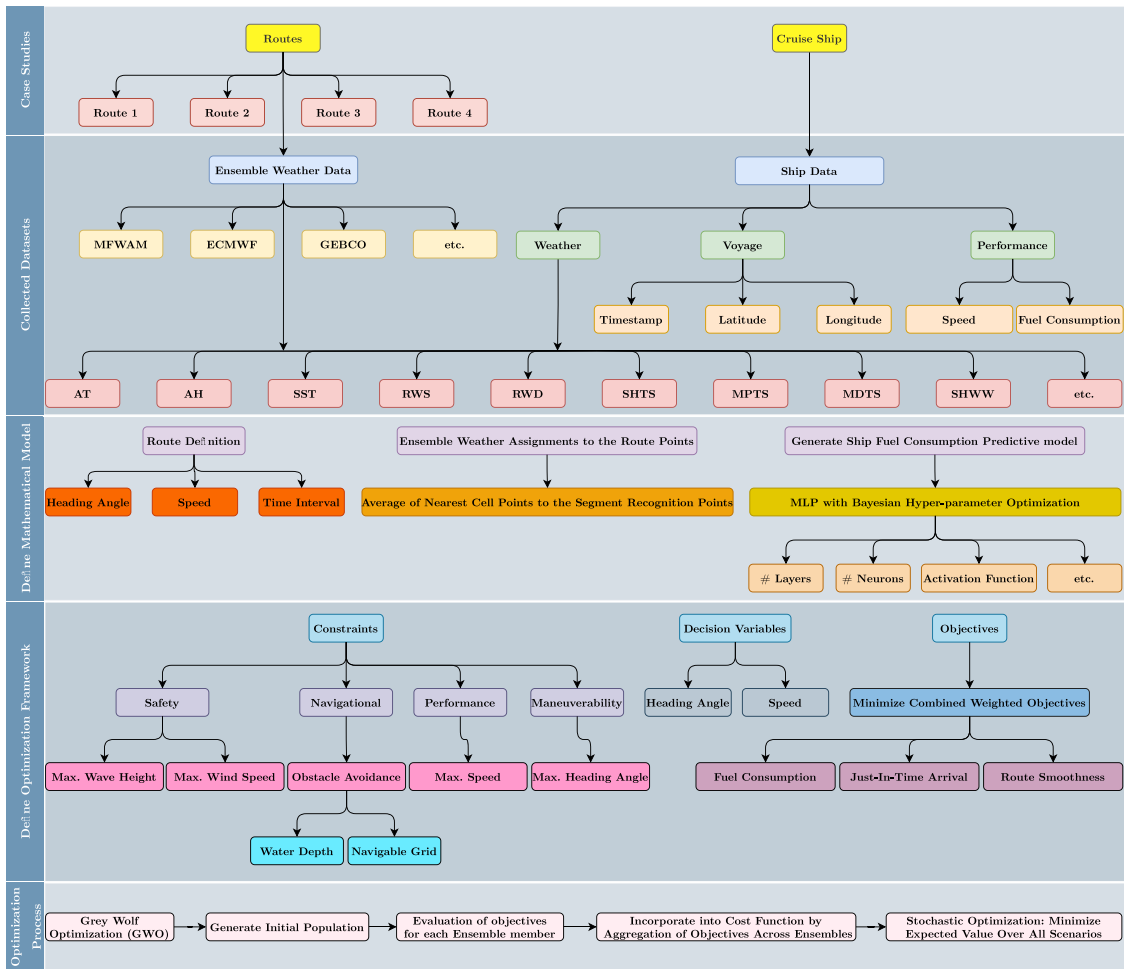 Case Studies
Routes
Cruise Ship
Route 1
Route 2
Route 3
Route 4
Collected Datasets
Ensemble Weather Data
Ship Data
MFWAM
ECMWF
GEBCO
etc.
Weather
Voyage
Performance
Timestamp
Latitude
Longitude
Speed
Fuel Consumption
AT
AH
SST
RWS
RWD
SHTS
MPTS
MDTS
SHWW
etc.
Define Mathematical Model
Route Definition
Ensemble Weather Assignments to the Route Points
Generate Ship Fuel Consumption Predictive model
Heading Angle
Speed
Time Interval
Average of Nearest Cell Points to the Segment Recognition Points
MLP with Bayesian Hyper-parameter Optimization
# Layers
# Neurons
Activation Function
etc.
Define Optimization Framework
Constraints
Decision Variables
Objectives
Safety
Navigational
Performance
Maneuverability
Heading Angle
Speed
Minimize Combined Weighted Objectives
Max. Wave Height
Max. Wind Speed
Obstacle Avoidance
Max. Speed
Max. Heading Angle
Fuel Consumption
Just-In-Time Arrival
Route Smoothness
Water Depth
Navigable Grid
Optimization
Process
Grey Wolf
Optimization (GWO)
Generate Initial Population
Evaluation of objectives
for each Ensemble member
Incorporate into Cost Function by
Aggregation of Objectives Across Ensembles
Stochastic Optimization: Minimize
Expected Value Over All Scenarios